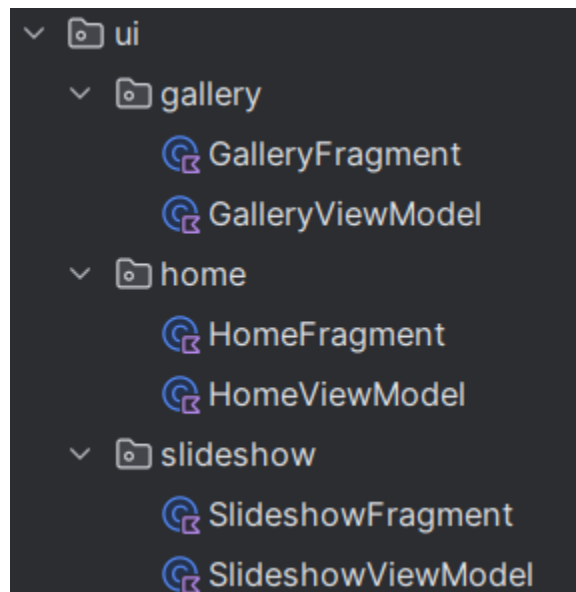 ui
gallery
GalleryFragment
GalleryViewModel
home
HomeFragment
HomeViewModel
slideshow
SlideshowFragment
SlideshowViewModel